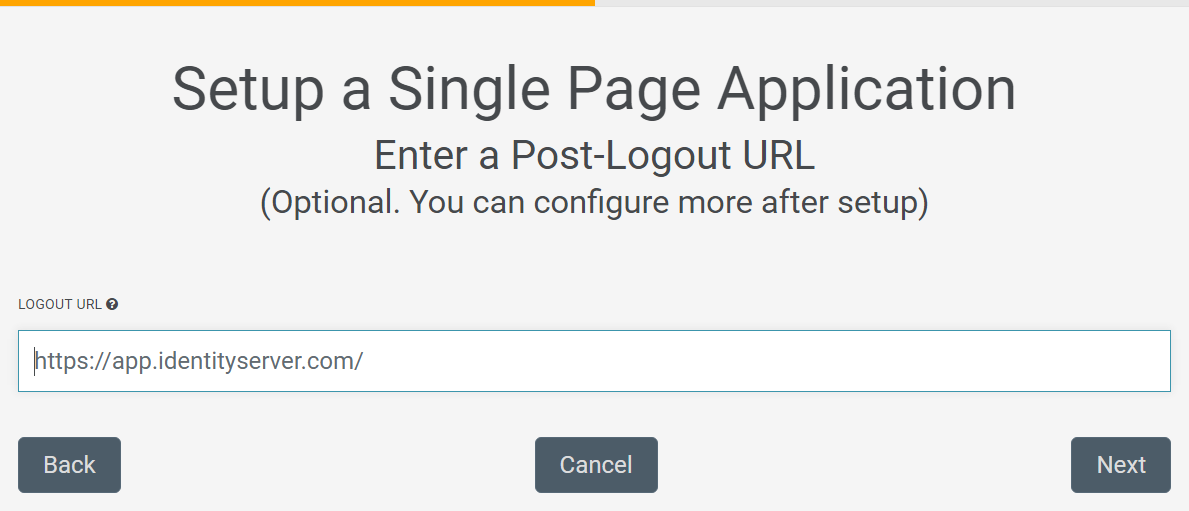 Setup a Single Page Application
Enter a Post-Logout URL
(Optional. You can configure more after setup)
LOGOUT URL
https://app.identityserver.com/
Back
Cancel
Next